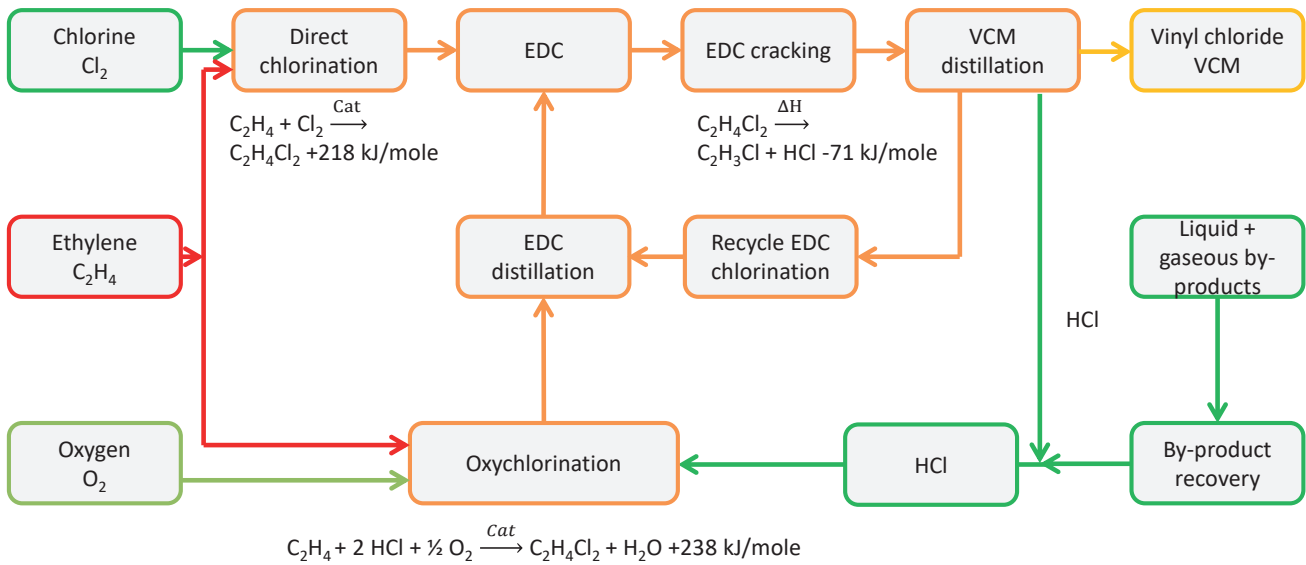 Chlorine
Cl₂
Direct
chlorination
EDC
EDC cracking
VCM
distillation
Vinyl chloride
VCM
Cat
C₂H₄ + Cl₂ ⟶
C₂H₄Cl₂ +218 kJ/mole
ΔH
C₂H₄Cl₂ ⟶
C₂H₃Cl + HCl -71 kJ/mole
Ethylene
C₂H₄
EDC
distillation
Recycle EDC
chlorination
Liquid +
gaseous by-
products
HCl
Oxygen
O₂
Oxychlorination
HCl
By-product
recovery
Cat
C₂H₄ + 2 HCl + ½ O₂ ⟶ C₂H₄Cl₂ + H₂O +238 kJ/mole